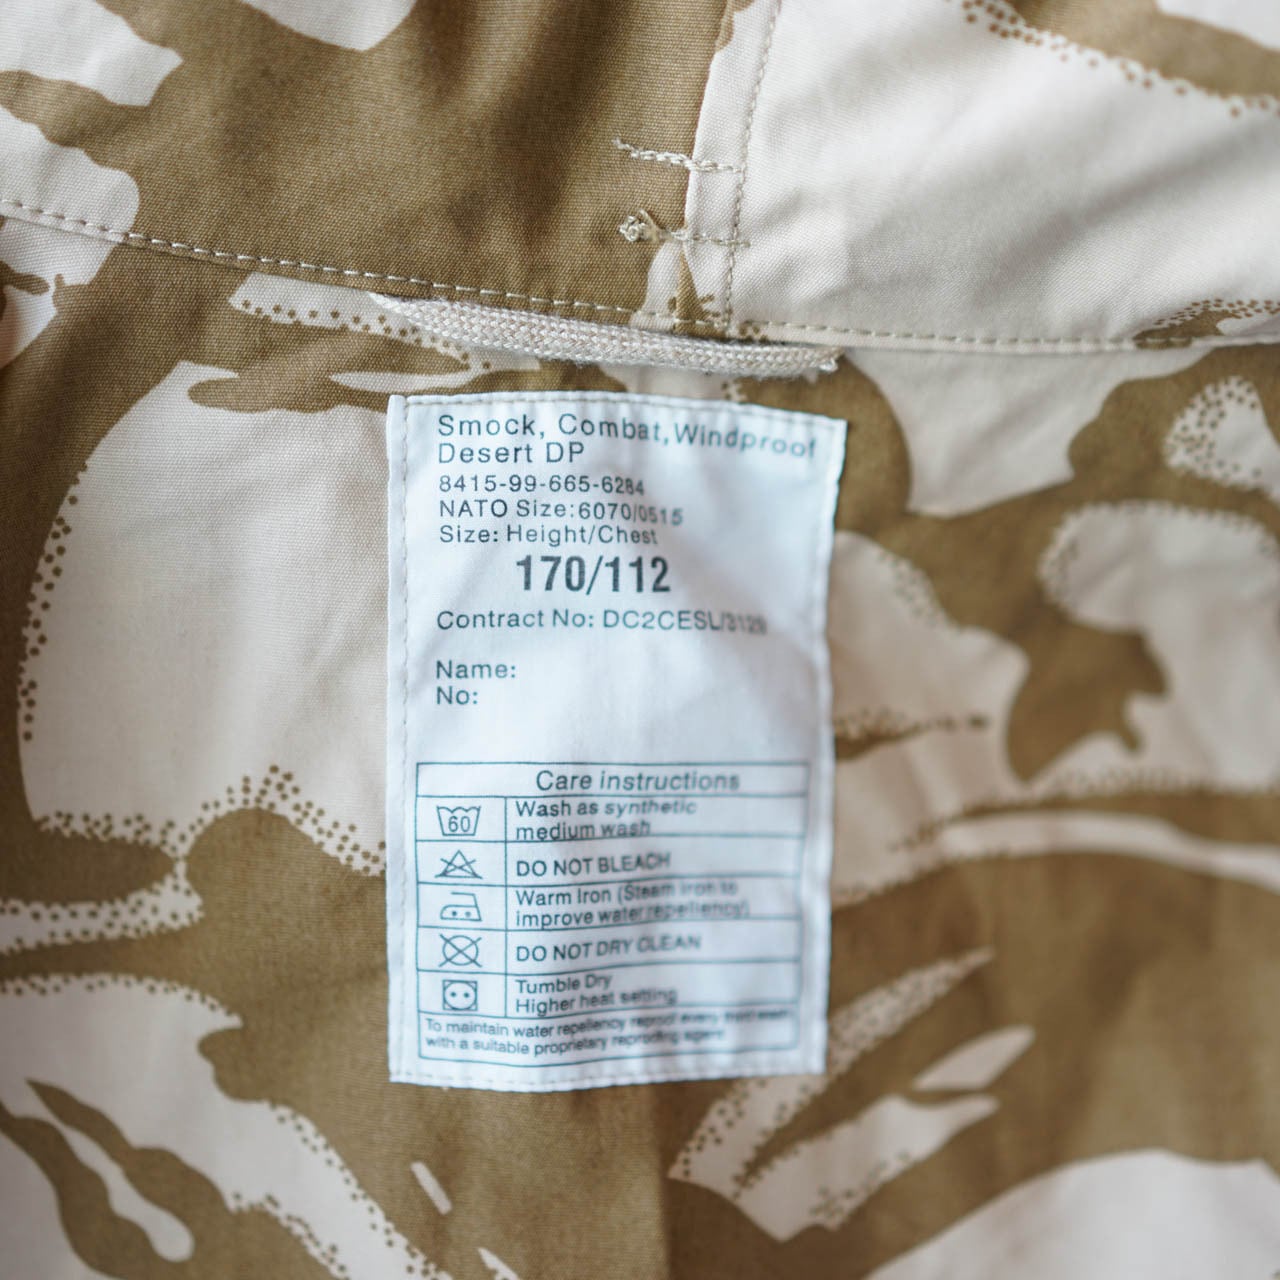 Smock, Combat, Windproof
Desert DP
8415-99-665-6284
NATO Size:6070/0515
Size: Height/Chest
170/112
Contract No: DC2CESL/3129
Name:
No:
Care instructions
60
Wash as synthetic
medium wash
DO NOT BLEACH
Warm Iron (Steam iron to
improve water repellency)
DO NOT DRY CLEAN
Tumble Dry
Higher heat setting
To maintain water repellency reproof every third wash
with a suitable proprietary reproofing agent